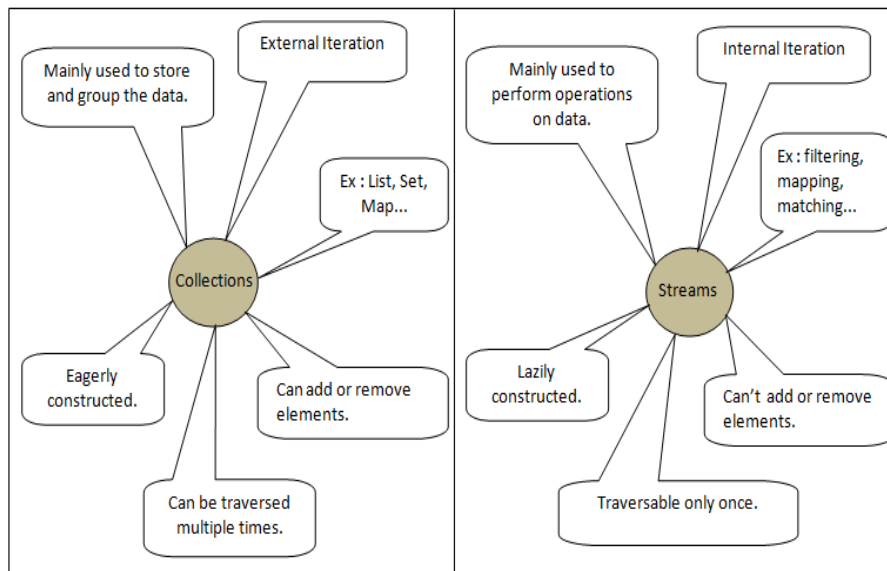 External Iteration
Mainly used to store
and group the data.
Ex : List, Set,
Map...
Collections
Eagerly
constructed.
Can add or remove
elements.
Can be traversed
multiple times.
Internal Iteration
Mainly used to
perform operations
on data.
Ex : filtering,
mapping,
matching...
Streams
Lazily
constructed.
Can’t add or remove
elements.
Traversable only once.